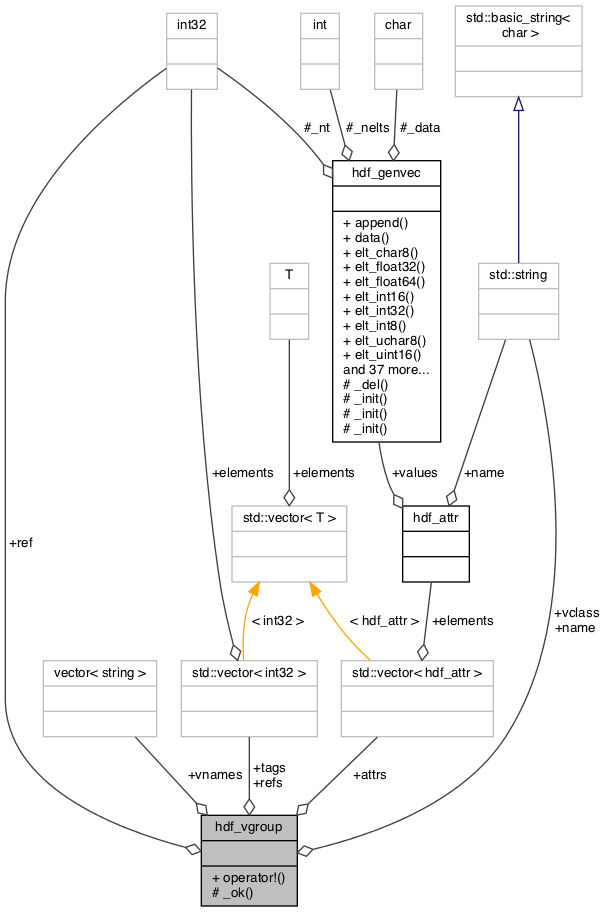 int32
int
char
std::basic_string<
char >
#_nt
#_nelts
#_data
hdf_genvec
+ append()
+ data()
+ elt_char8()
+ elt_float32()
+ elt_float64()
+ elt_int16()
+ elt_int32()
+ elt_int8()
+ elt_uchar8()
+ elt_uint16()
and 37 more...
# _del()
# _init()
# _init()
# _init()
T
std::string
+elements
+elements
+values
+name
+ref
std::vector< T >
hdf_attr
< int32 >
< hdf_attr >
+elements
+vclass
+name
vector< string >
std::vector< int32 >
std::vector< hdf_attr >
+vnames
+tags
+refs
+attrs
hdf_vgroup
+ operator!()
# _ok()